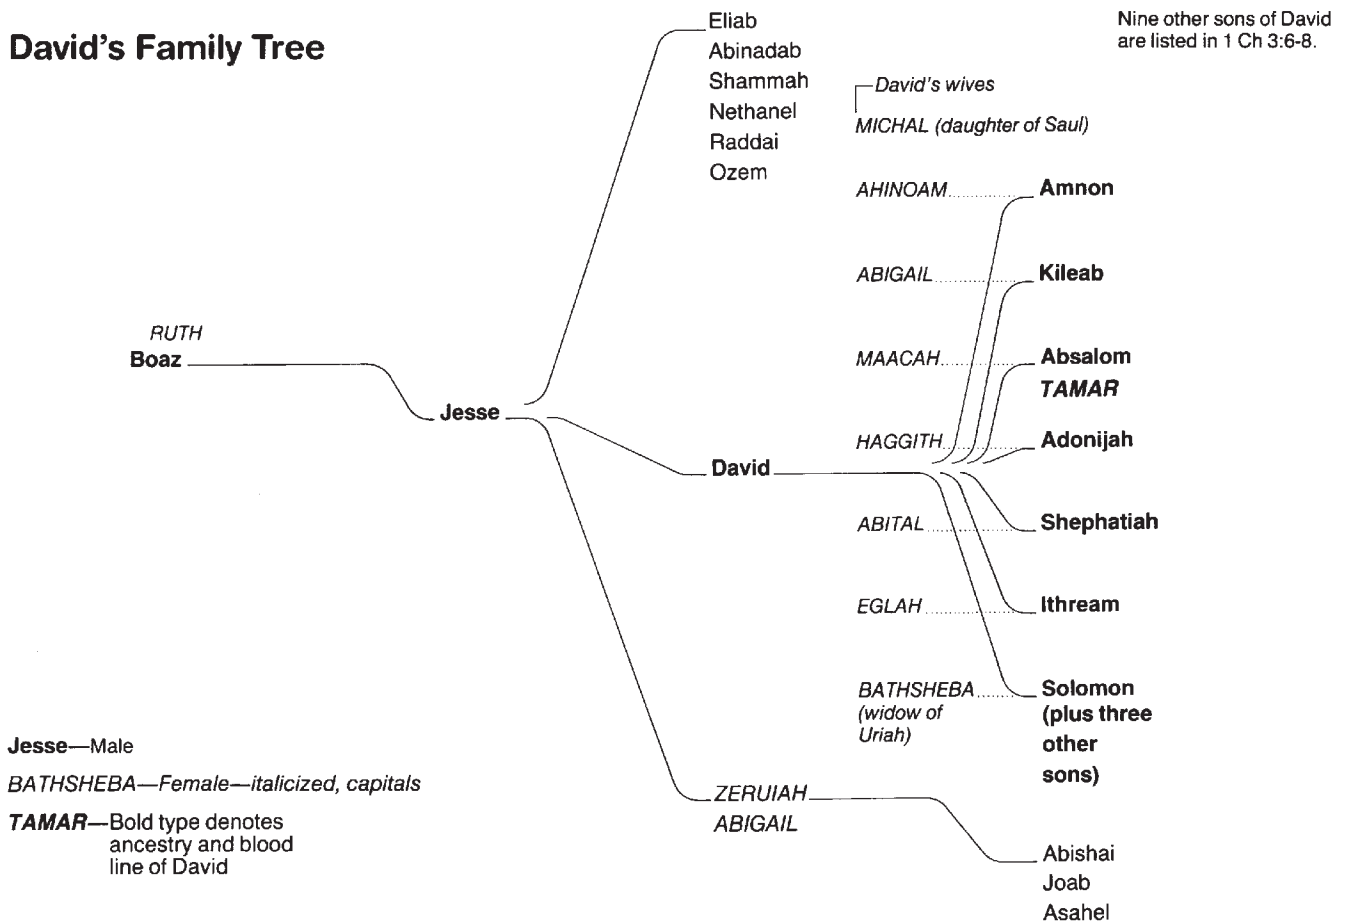 David's Family Tree
Nine other sons of David
are listed in 1 Ch 3:6-8.
Eliab
Abinadab
Shammah
Nethanel
Raddai
Ozem
David's wives
MICHAL (daughter of Saul)
AHINOAM Amnon
ABIGAIL Kileab
RUTH
Boaz
MAACAH Absalom
TAMAR
Jesse
HAGGITH Adonijah
David
ABITAL Shephatiah
EGLAH Ithream
BATHSHEBA Solomon
(widow of
Uriah)
(plus three
other
sons)
ZERUIAH
ABIGAIL
Abishai
Joab
Asahel
Jesse—Male
BATHSHEBA—Female—italicized, capitals
TAMAR—Bold type denotes
ancestry and blood
line of David